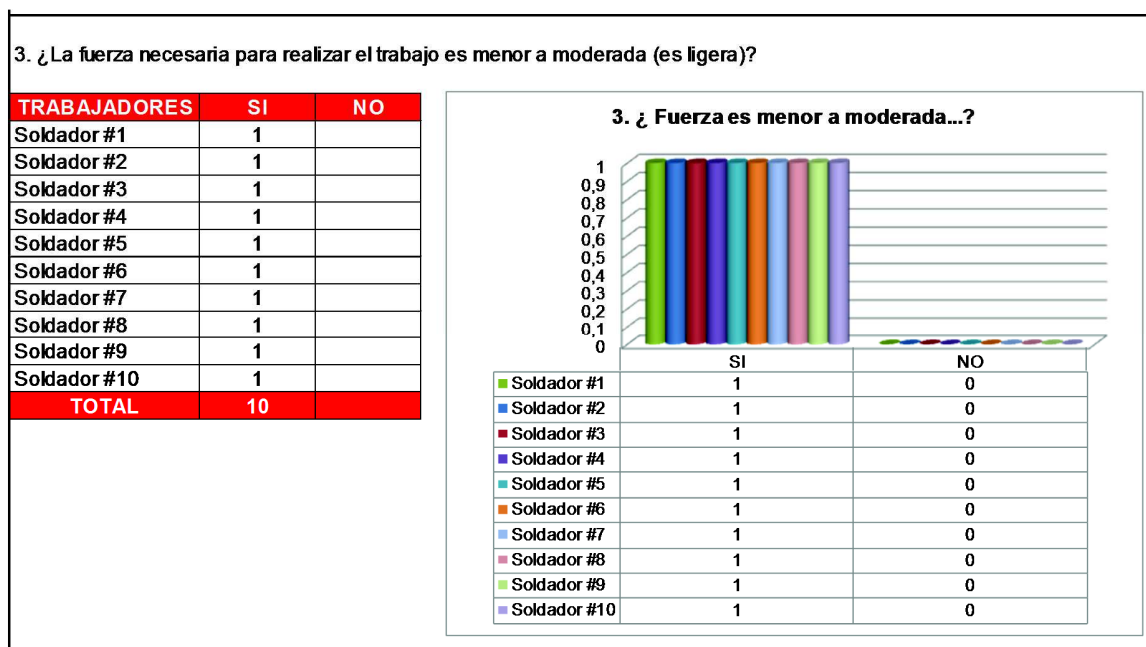 3. ¿La fuerza necesaria para realizar el trabajo es menor a moderada (es ligera)?
TRABAJADORES SI NO
Soldador #1 1
Soldador #2 1
Soldador #3 1
Soldador #4 1
Soldador #5 1
Soldador #6 1
Soldador #7 1
Soldador #8 1
Soldador #9 1
Soldador #10 1
TOTAL 10
3. ¿ Fuerza es menor a moderada...?
1
0,9
0,8
0,7
0,6
0,5
0,4
0,3
0,2
0,1
0
SI NO
Soldador #1 1 0
Soldador #2 1 0
Soldador #3 1 0
Soldador #4 1 0
Soldador #5 1 0
Soldador #6 1 0
Soldador #7 1 0
Soldador #8 1 0
Soldador #9 1 0
Soldador #10 1 0